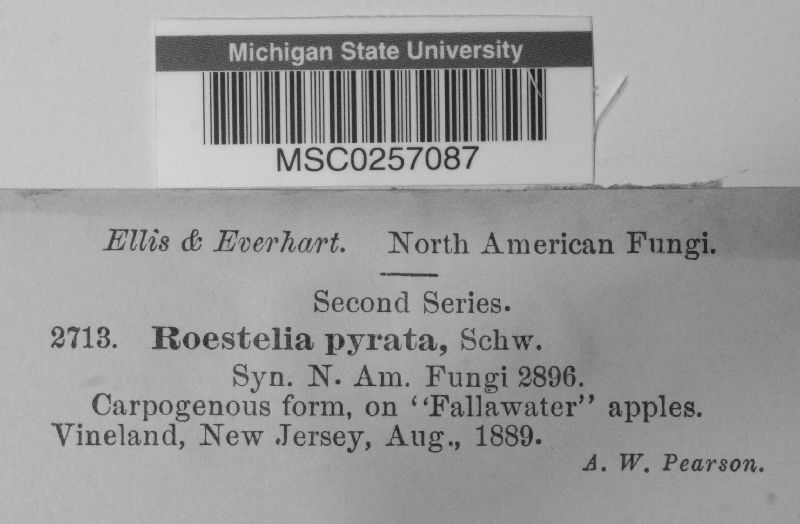 Michigan State University
MSC0257087
Ellis & Everhart. North American Fungi.
Second Series.
2713. Roestelia pyrata, Schw.
Syn. N. Am. Fungi 2896.
Carpogenous form, on "Fallawater" apples.
Vineland, New Jersey, Aug., 1889.
A. W. Pearson.